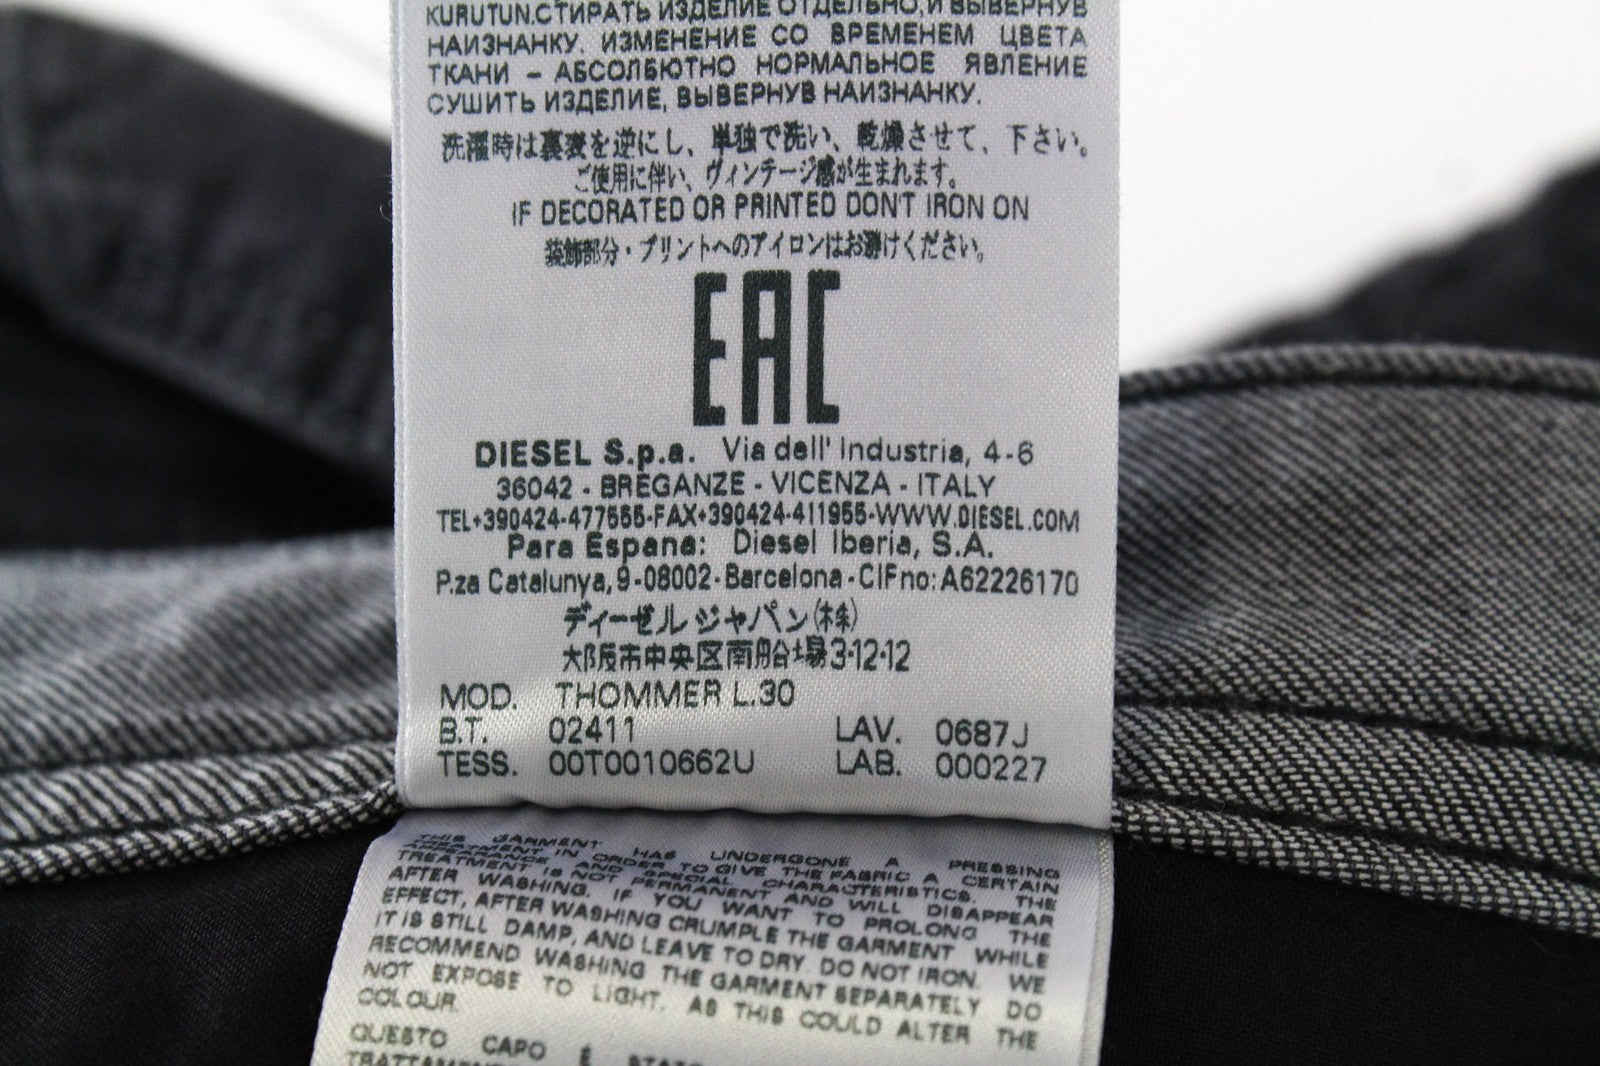 KURUTUN.СТИРАТЬ ИЗДЕЛИЕ ОТДЕЛЬНО,И ВЫВЕРНУВ
НАИЗНАНКУ. ИЗМЕНЕНИЕ СО ВРЕМЕНЕМ ЦВЕТА
ТКАНИ - АБСОЛБЮТНО НОРМАЛЬНОЕ ЯВЛЕНИЕ
СУШИТЬ ИЗДЕЛИЕ, ВЫВЕРНУВ НАИЗНАНКУ.
洗濯時は裏表を逆にし、単独で洗い、乾燥させて、下さい。
ご使用に伴い、ヴィンテージ感が生まれます。
IF DECORATED OR PRINTED DON'T IRON ON
装飾部分・プリントへのアイロンはお避けください。
EAC
DIESEL S.p.a. Via dell' Industria, 4-6
36042 - BREGANZE - VICENZA - ITALY
TEL+390424-477555-FAX+390424-411955-WWW.DIESEL.COM
Para Espana: Diesel Iberia, S.A.
P.za Catalunya, 9-08002-Barcelona-CIF no: A62226170
ディーゼル ジャパン(株)
大阪市中央区南船台場3-12-12
MOD. THOMMER L.30
B.T. 02411 LAV. 0687J
TESS. 00T0010662U LAB. 000227
THIS GARMENT HAS UNDERGONE A PRESSING
TREATMENT IN ORDER TO GIVE THE FABRIC A CERTAIN
APPEARANCE AND SPECIAL CHARACTERISTICS. THE
TREATMENT IS NOT PERMANENT AND WILL DISAPPEAR
AFTER WASHING. IF YOU WANT TO PROLONG THE
EFFECT, AFTER WASHING CRUMPLE THE GARMENT WHILE
IT IS STILL DAMP, AND LEAVE TO DRY. DO NOT IRON. WE
RECOMMEND WASHING THE GARMENT SEPARATELY DO
NOT EXPOSE TO LIGHT. AS THIS COULD ALTER THE
COLOUR.
QUESTO CAPO È